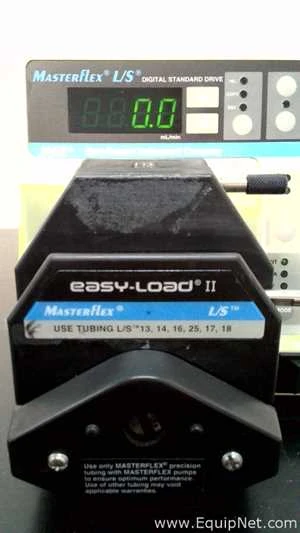 MASTERFLEX® L/S® DIGITAL STANDARD DRIVE
0.0
mL/min
EASY-LOAD® II
MASTERFLEX® L/S™
USE TUBING L/S™ 13, 14, 16, 25, 17, 18
Use only MASTERFLEX® precision
tubing with MASTERFLEX pumps
to ensure optimum performance.
Use of other tubing may void
applicable warranties.
www.EquipNet.com